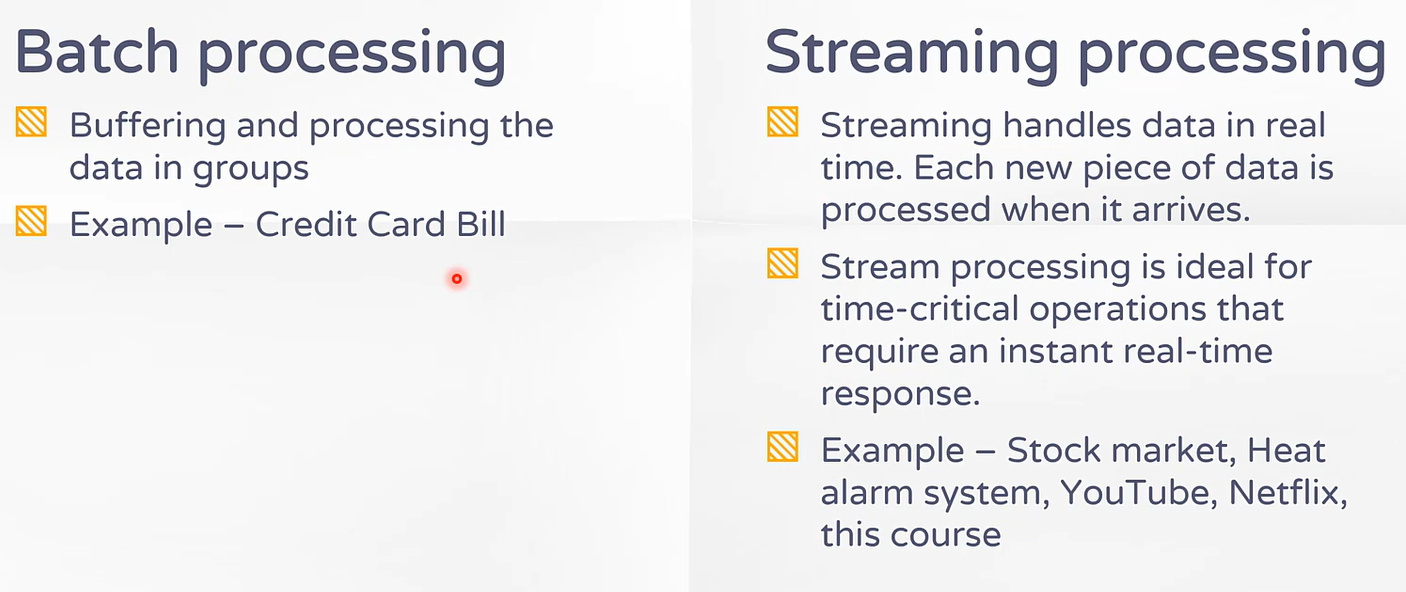 Batch processing
Buffering and processing the
data in groups
Example – Credit Card Bill
Streaming processing
Streaming handles data in real
time. Each new piece of data is
processed when it arrives.
Stream processing is ideal for
time-critical operations that
require an instant real-time
response.
Example – Stock market, Heat
alarm system, YouTube, Netflix,
this course